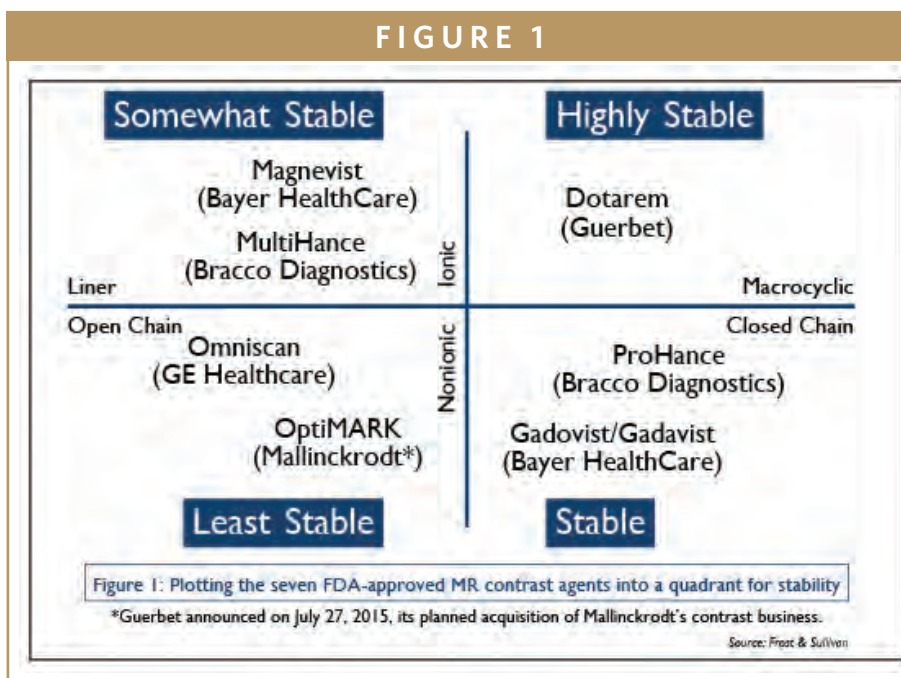 FIGURE 1
Somewhat Stable
Highly Stable
Magnevist
(Bayer HealthCare)
MultiHance
(Bracco Diagnostics)
Ionic
Dotarem
(Guerbet)
Liner
Macrocyclic
Open Chain
Closed Chain
Omniscan
(GE Healthcare)
OptiMARK
(Mallinckrodt*)
Nonionic
ProHance
(Bracco Diagnostics)
Gadovist/Gadavist
(Bayer HealthCare)
Least Stable
Stable
Figure 1: Plotting the seven FDA-approved MR contrast agents into a quadrant for stability
*Guerbet announced on July 27, 2015, its planned acquisition of Mallinckrodt's contrast business.
Source: Frost & Sullivan